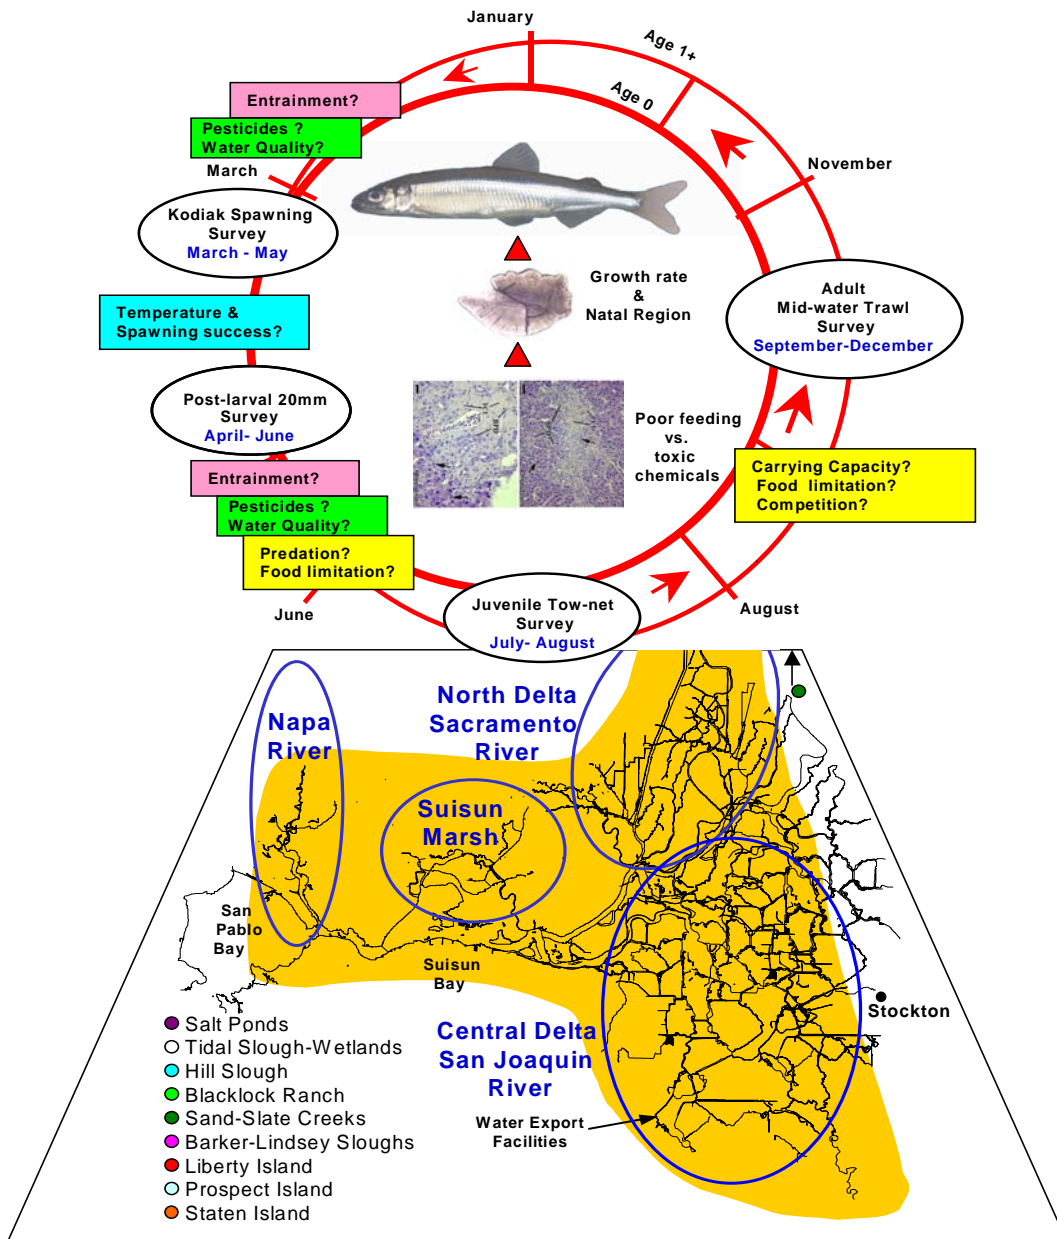 January
Age 1+
Age 0
Entrainment?
Pesticides ?
Water Quality?
March
November
Kodiak Spawning
Survey
March - May
Growth rate
&
Natal Region
Adult
Mid-water Trawl
Survey
September-December
Temperature &
Spawning success?
Post-larval 20mm
Survey
April- June
Poor feeding
vs.
toxic
chemicals
Carrying Capacity?
Food limitation?
Competition?
Entrainment?
Pesticides ?
Water Quality?
Predation?
Food limitation?
June
Juvenile Tow-net
Survey
July- August
August
Napa
River
North Delta
Sacramento
River
Suisun
Marsh
San
Pablo
Bay
Suisun
Bay
Stockton
Central Delta
San Joaquin
River
Water Export
Facilities
Salt Ponds
Tidal Slough-Wetlands
Hill Slough
Blacklock Ranch
Sand-Slate Creeks
Barker-Lindsey Sloughs
Liberty Island
Prospect Island
Staten Island